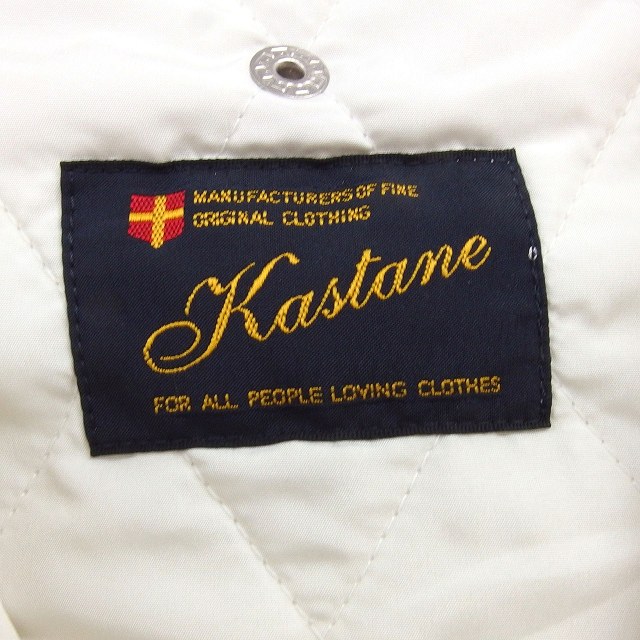 MANUFACTURERS OF FINE
ORIGINAL CLOTHING
Kastane
FOR ALL PEOPLE LOVING CLOTHES